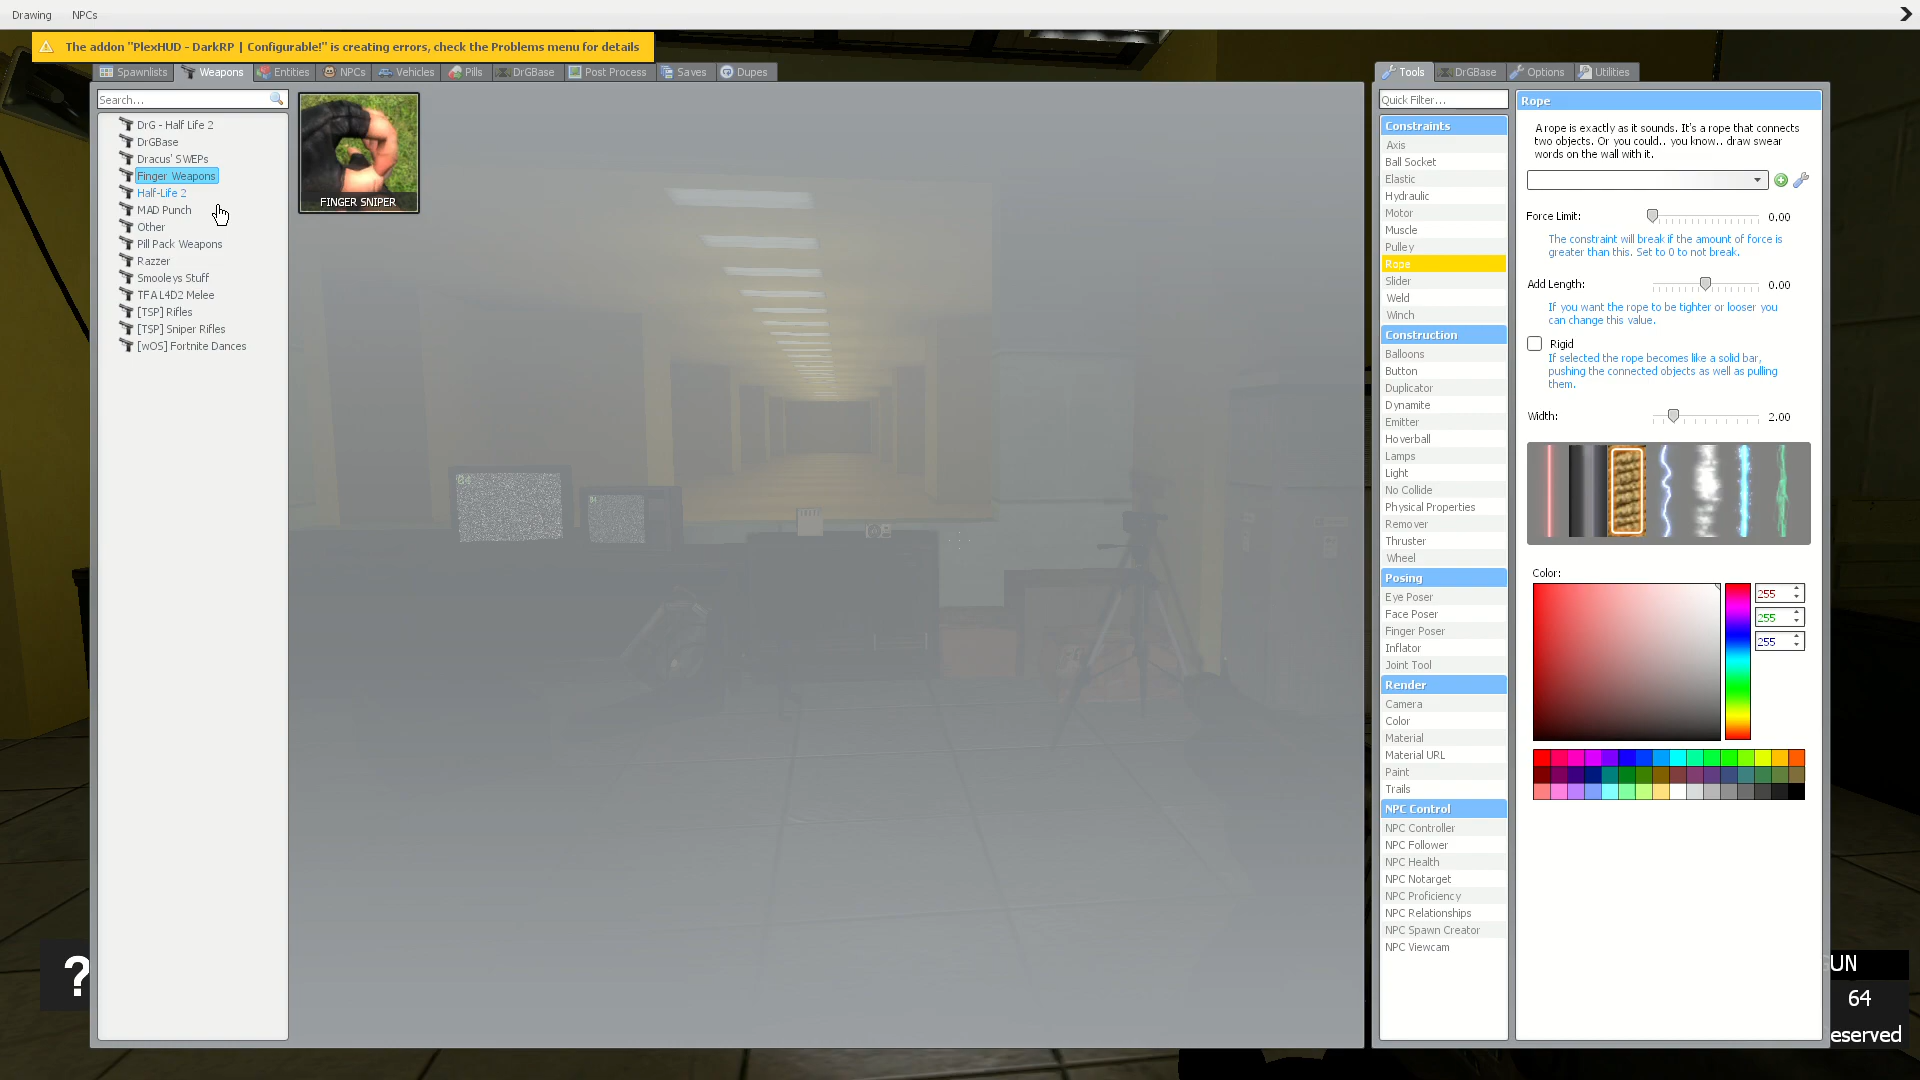 Drawing NPCs
The addon "PlexHUD - DarkRP | Configurable!" is creating errors, check the Problems menu for details
Spawnlists Weapons Entities NPCs Vehicles Pills DrGBase Post Process Saves Dupes
Search...
DrG - Half Life 2
DrGBase
Dracus' SWEPs
Finger Weapons
Half-Life 2
MAD Punch
Other
Pill Pack Weapons
Razzer
Smooleys Stuff
TFA L4D2 Melee
[TSP] Rifles
[TSP] Sniper Rifles
[wOS] Fortnite Dances
FINGER SNIPER
Tools DrGBase Options Utilities
Quick Filter...
Constraints
Axis
Ball Socket
Elastic
Hydraulic
Motor
Muscle
Pulley
Rope
Slider
Weld
Winch
Construction
Balloons
Button
Duplicator
Dynamite
Emitter
Hoverball
Lamps
Light
No Collide
Physical Properties
Remover
Thruster
Wheel
Posing
Eye Poser
Face Poser
Finger Poser
Inflator
Joint Tool
Render
Camera
Color
Material
Material URL
Paint
Trails
NPC Control
NPC Controller
NPC Follower
NPC Health
NPC Notarget
NPC Proficiency
NPC Relationships
NPC Spawn Creator
NPC Viewcam
Rope
A rope is exactly as it sounds. It's a rope that connects
two objects. Or you could.. you know.. draw swear
words on the wall with it.
Force Limit: 0.00
The constraint will break if the amount of force is
greater than this. Set to 0 to not break.
Add Length: 0.00
If you want the rope to be tighter or looser you
can change this value.
Rigid
If selected the rope becomes like a solid bar,
pushing the connected objects as well as pulling
them.
Width: 2.00
Color:
255
255
255
?
UN
64
eserved